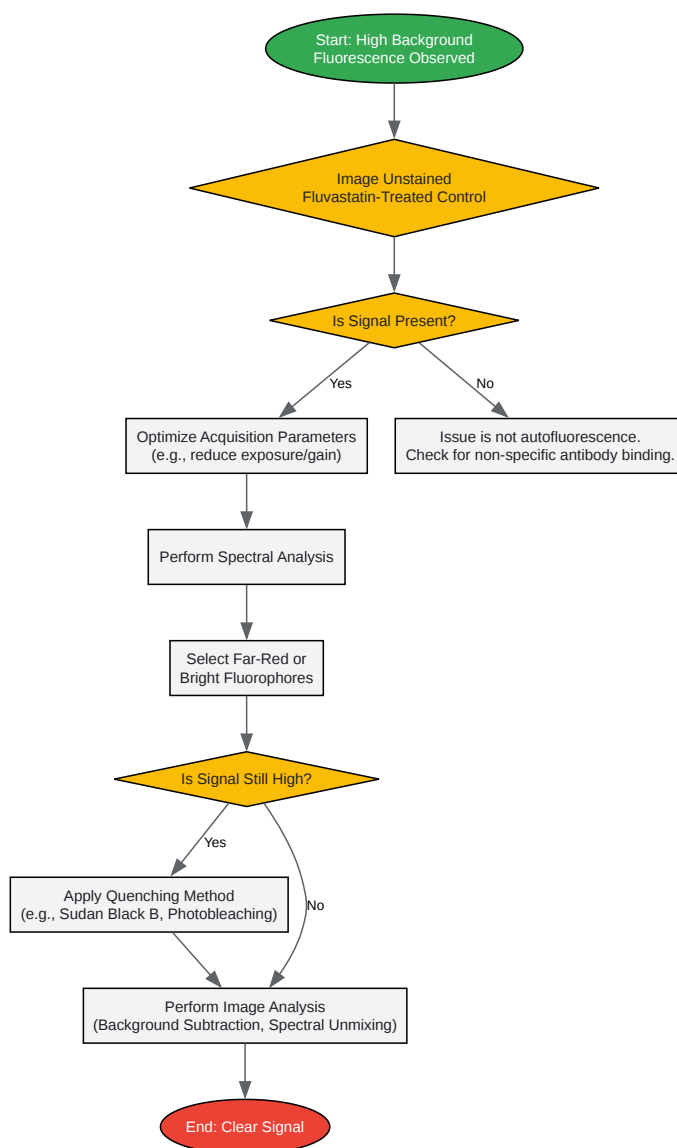 Start: High Background
Fluorescence Observed
Image Unstained
Fluvastatin-Treated Control
Is Signal Present?
Yes
No
Optimize Acquisition Parameters
(e.g., reduce exposure/gain)
Issue is not autofluorescence.
Check for non-specific antibody binding.
Perform Spectral Analysis
Select Far-Red or
Bright Fluorophores
Is Signal Still High?
Yes
Apply Quenching Method
(e.g., Sudan Black B, Photobleaching)
No
Perform Image Analysis
(Background Subtraction, Spectral Unmixing)
End: Clear Signal